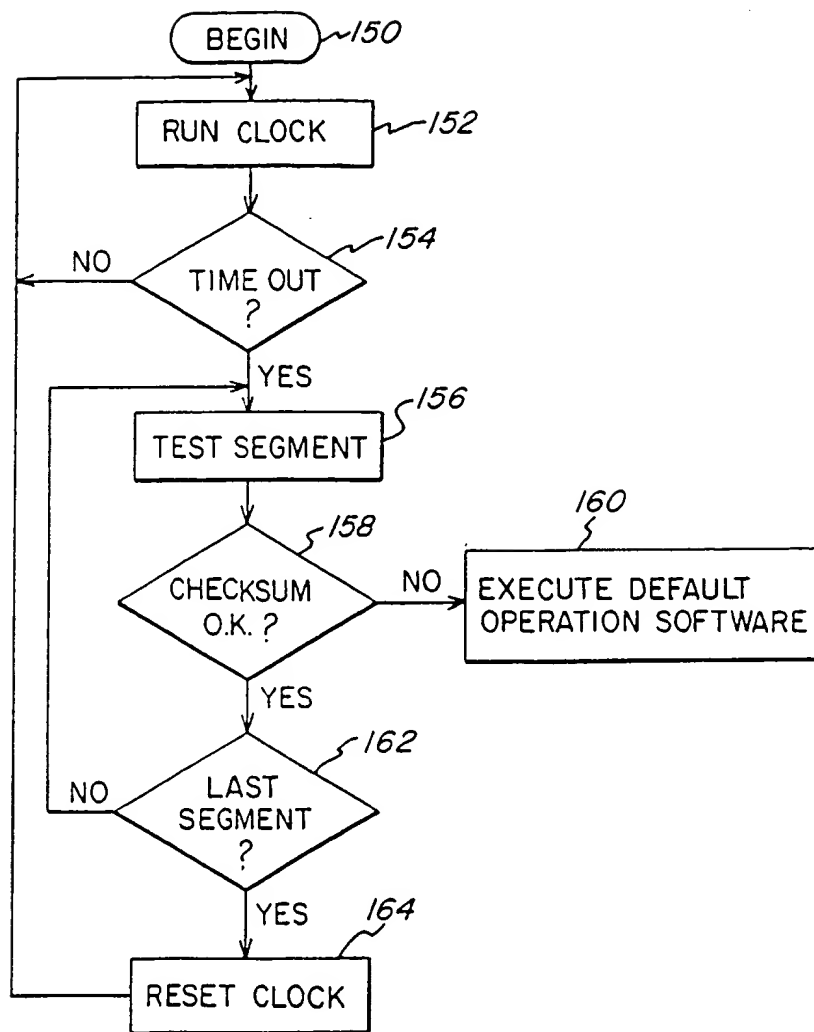 BEGIN
150
RUN CLOCK
152
154
NO
TIME OUT
?
YES
156
TEST SEGMENT
158
160
CHECKSUM
O.K. ?
NO
EXECUTE DEFAULT
OPERATION SOFTWARE
YES
162
NO
LAST
SEGMENT
?
YES
164
RESET CLOCK